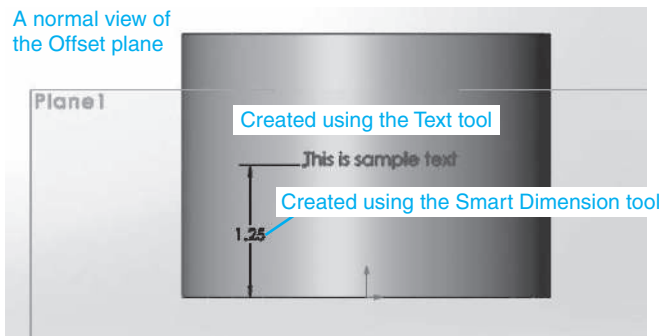 A normal view of
the Offset plane
Plane1
Created using the Text tool
This is sample text
Created using the Smart Dimension tool
1.25